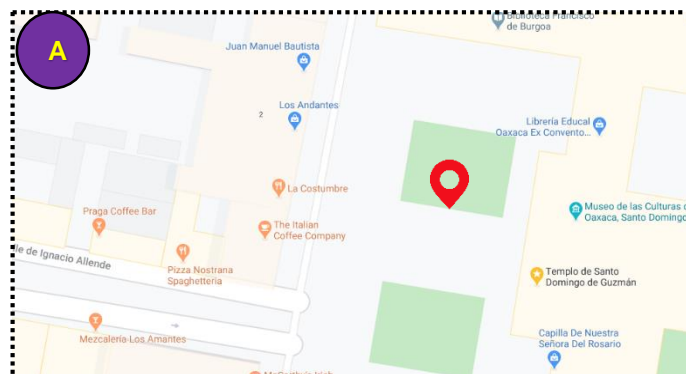 A
Biblioteca Francisco
de Burgoa
Juan Manuel Bautista
Los Andantes
2
Librería Educal
Oaxaca Ex Convento...
La Costumbre
Museo de las Culturas
Oaxaca, Santo Domingo
Praga Coffee Bar
The Italian
Coffee Company
le de Ignacio Allende
Pizza Nostrana
Spaghetteria
Templo de Santo
Domingo de Guzmán
Mezcalería Los Amantes
Capilla De Nuestra
Señora Del Rosario